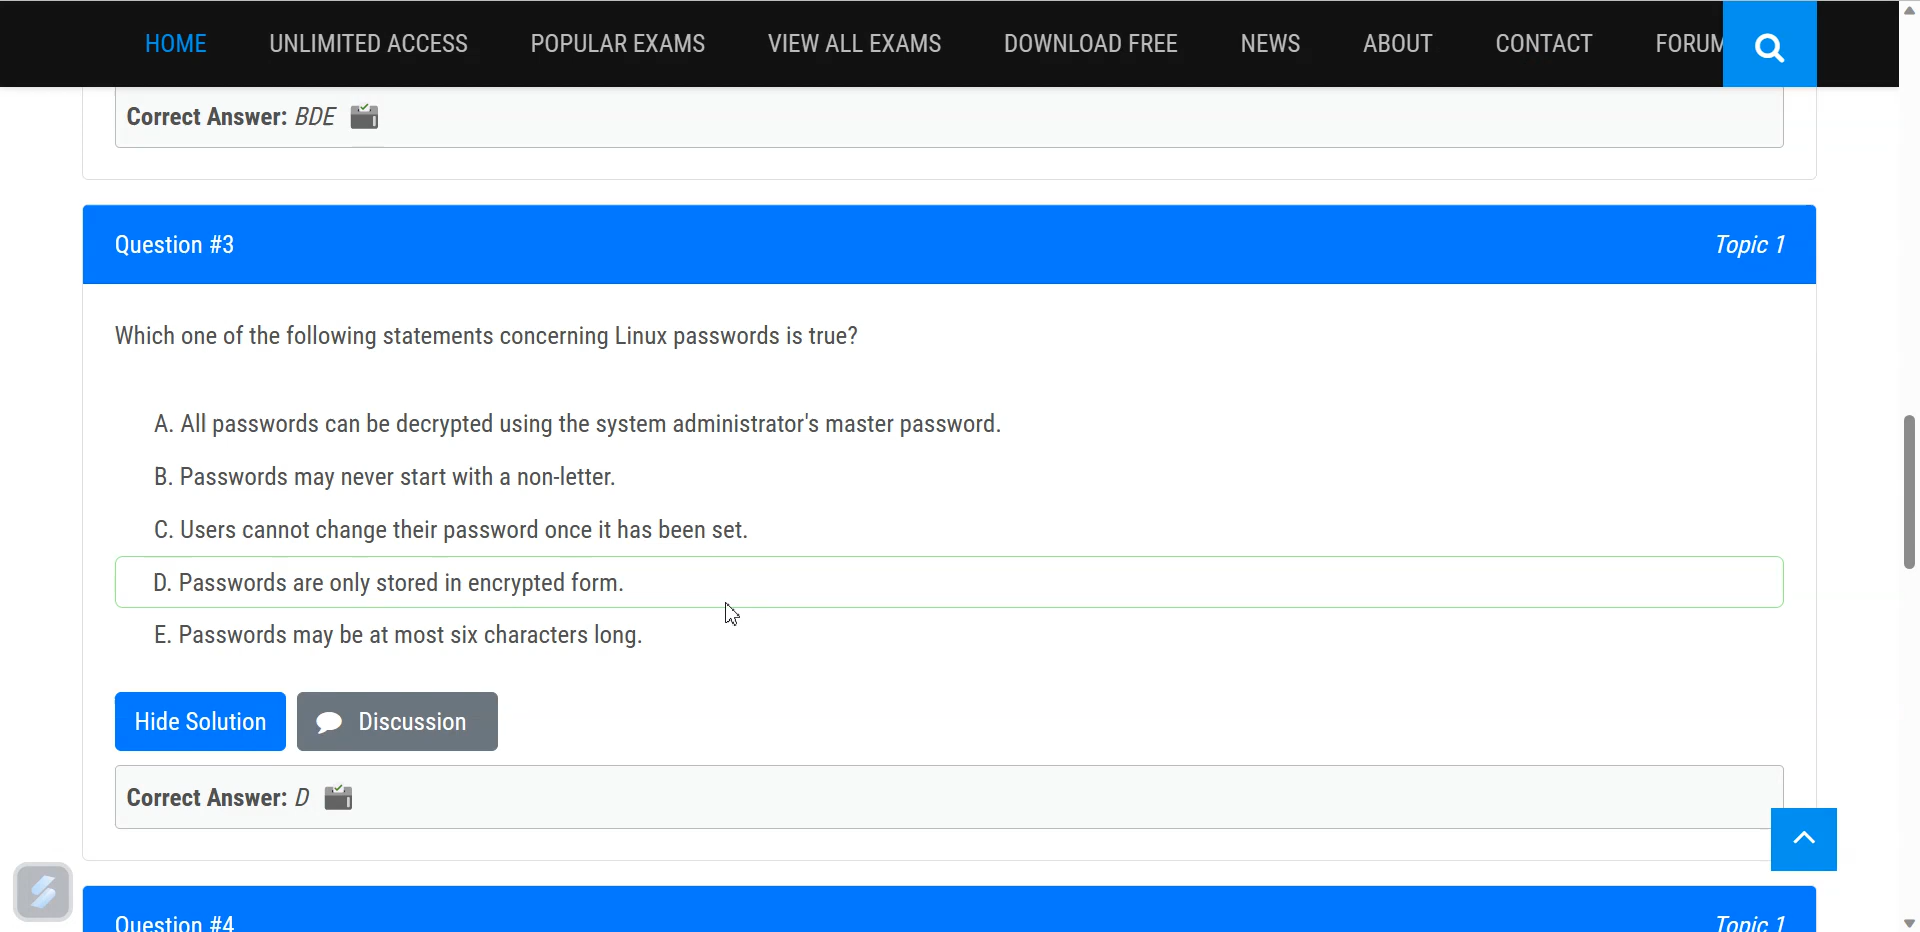 HOME UNLIMITED ACCESS POPULAR EXAMS VIEW ALL EXAMS DOWNLOAD FREE NEWS ABOUT CONTACT FORUM
Correct Answer: BDE
Question #3 Topic 1
Which one of the following statements concerning Linux passwords is true?
A. All passwords can be decrypted using the system administrator's master password.
B. Passwords may never start with a non-letter.
C. Users cannot change their password once it has been set.
D. Passwords are only stored in encrypted form.
E. Passwords may be at most six characters long.
Hide Solution Discussion
Correct Answer: D
Question #4 Topic 1